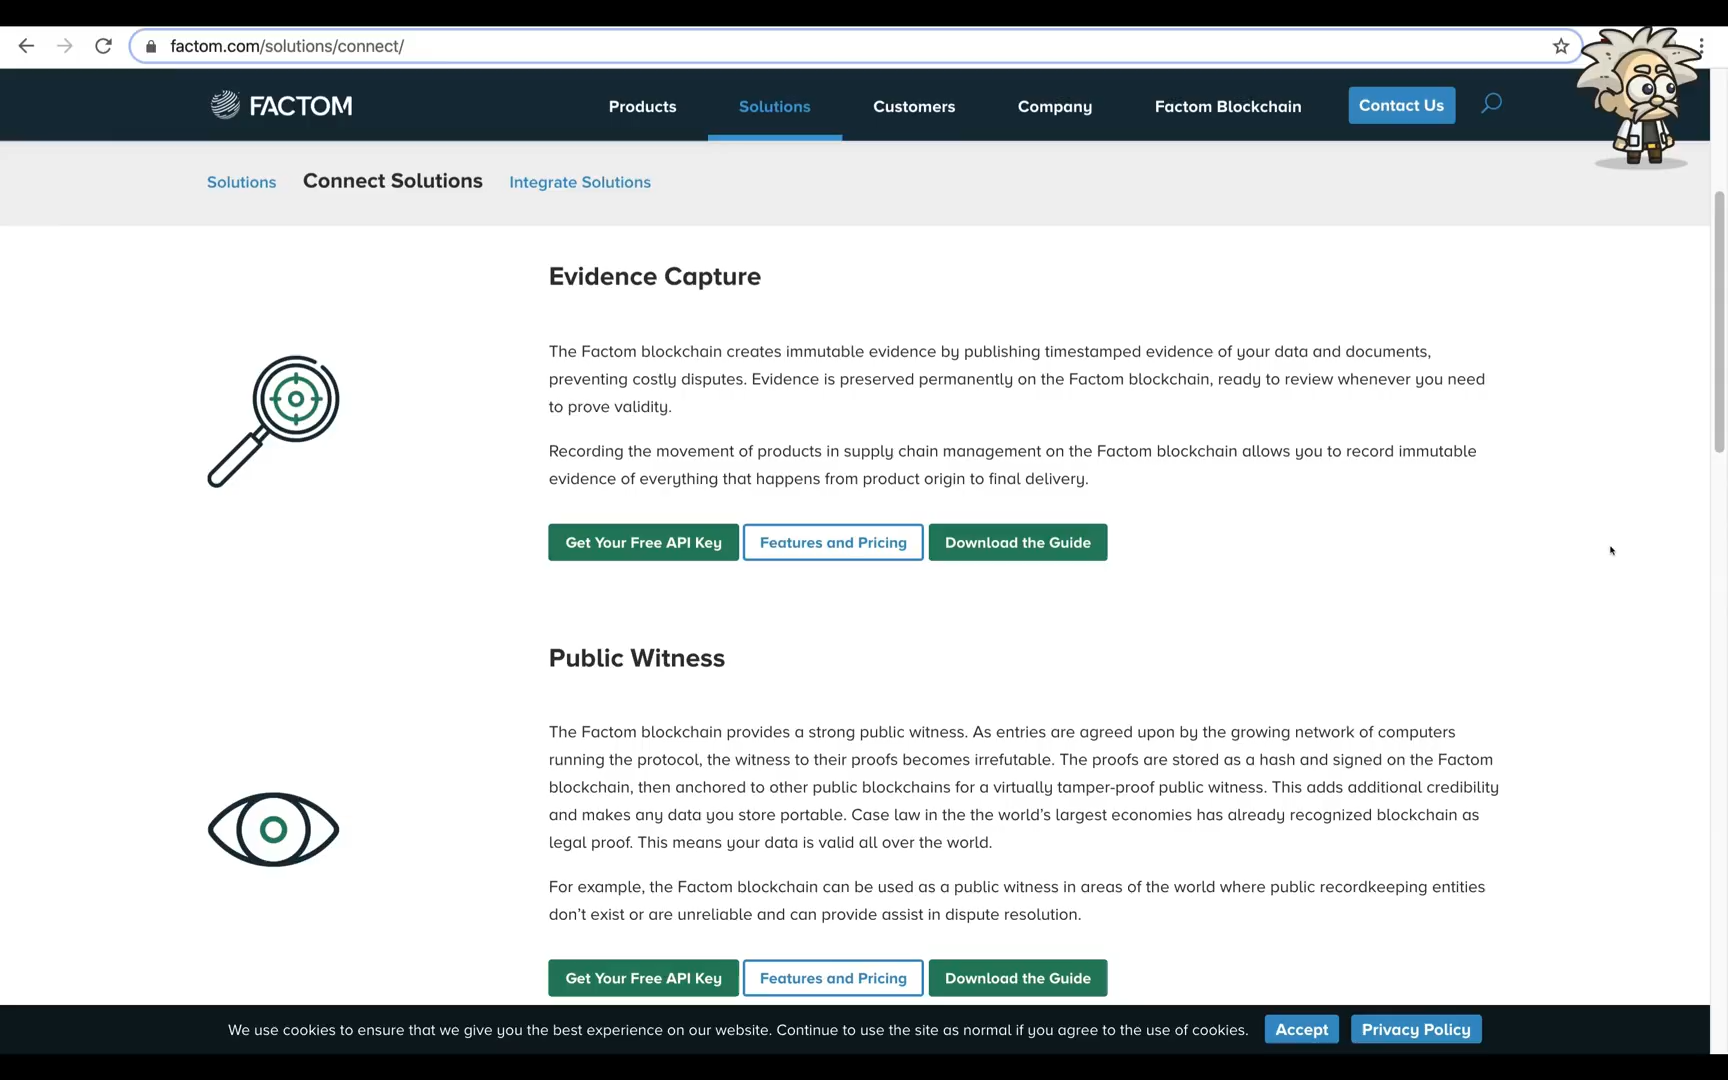 factom.com/solutions/connect/
FACTOM
Products Solutions Customers Company Factom Blockchain Contact Us
Solutions Connect Solutions Integrate Solutions
Evidence Capture
The Factom blockchain creates immutable evidence by publishing timestamped evidence of your data and documents,
preventing costly disputes. Evidence is preserved permanently on the Factom blockchain, ready to review whenever you need
to prove validity.
Recording the movement of products in supply chain management on the Factom blockchain allows you to record immutable
evidence of everything that happens from product origin to final delivery.
Get Your Free API Key Features and Pricing Download the Guide
Public Witness
The Factom blockchain provides a strong public witness. As entries are agreed upon by the growing network of computers
running the protocol, the witness to their proofs becomes irrefutable. The proofs are stored as a hash and signed on the Factom
blockchain, then anchored to other public blockchains for a virtually tamper-proof public witness. This adds additional credibility
and makes any data you store portable. Case law in the the world's largest economies has already recognized blockchain as
legal proof. This means your data is valid all over the world.
For example, the Factom blockchain can be used as a public witness in areas of the world where public recordkeeping entities
don't exist or are unreliable and can provide assist in dispute resolution.
Get Your Free API Key Features and Pricing Download the Guide
We use cookies to ensure that we give you the best experience on our website. Continue to use the site as normal if you agree to the use of cookies. Accept Privacy Policy